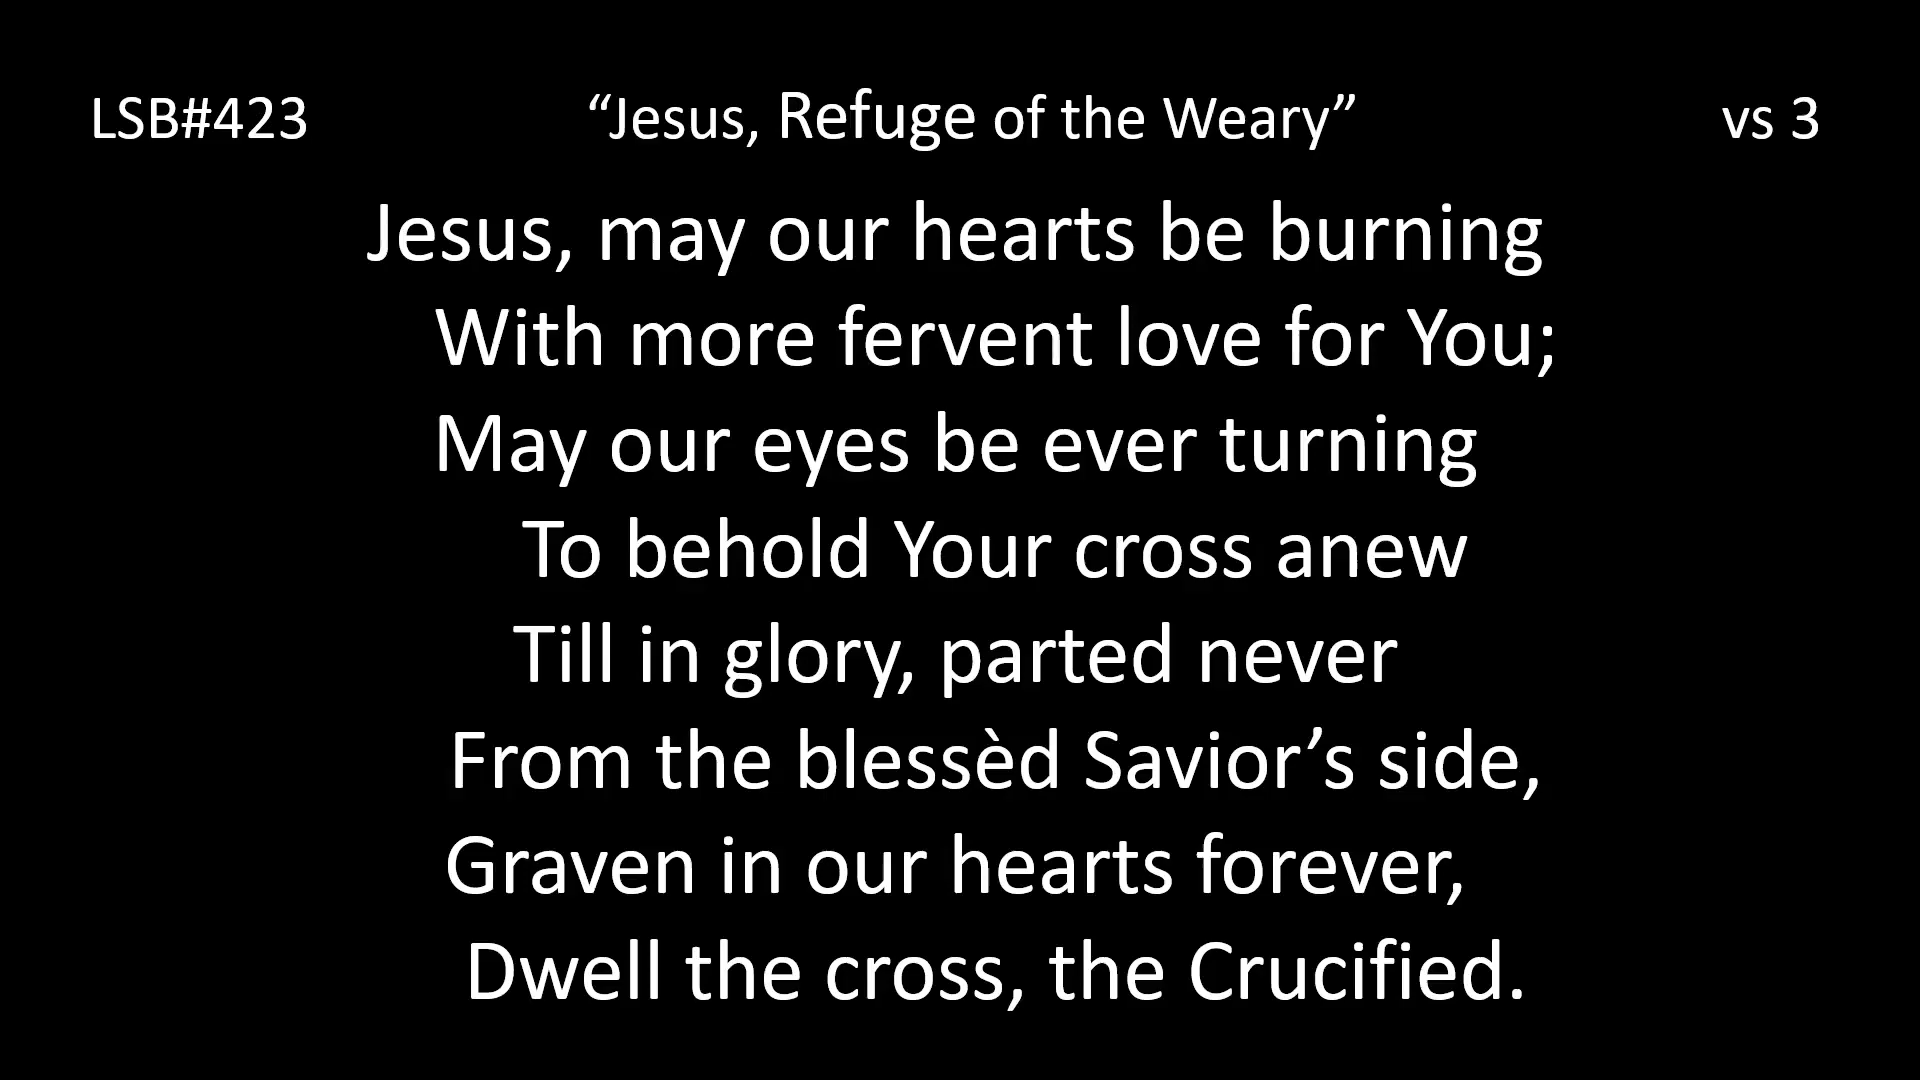 LSB#423 “Jesus, Refuge of the Weary” vs 3
Jesus, may our hearts be burning
With more fervent love for You;
May our eyes be ever turning
To behold Your cross anew
Till in glory, parted never
From the blessèd Savior’s side,
Graven in our hearts forever,
Dwell the cross, the Crucified.